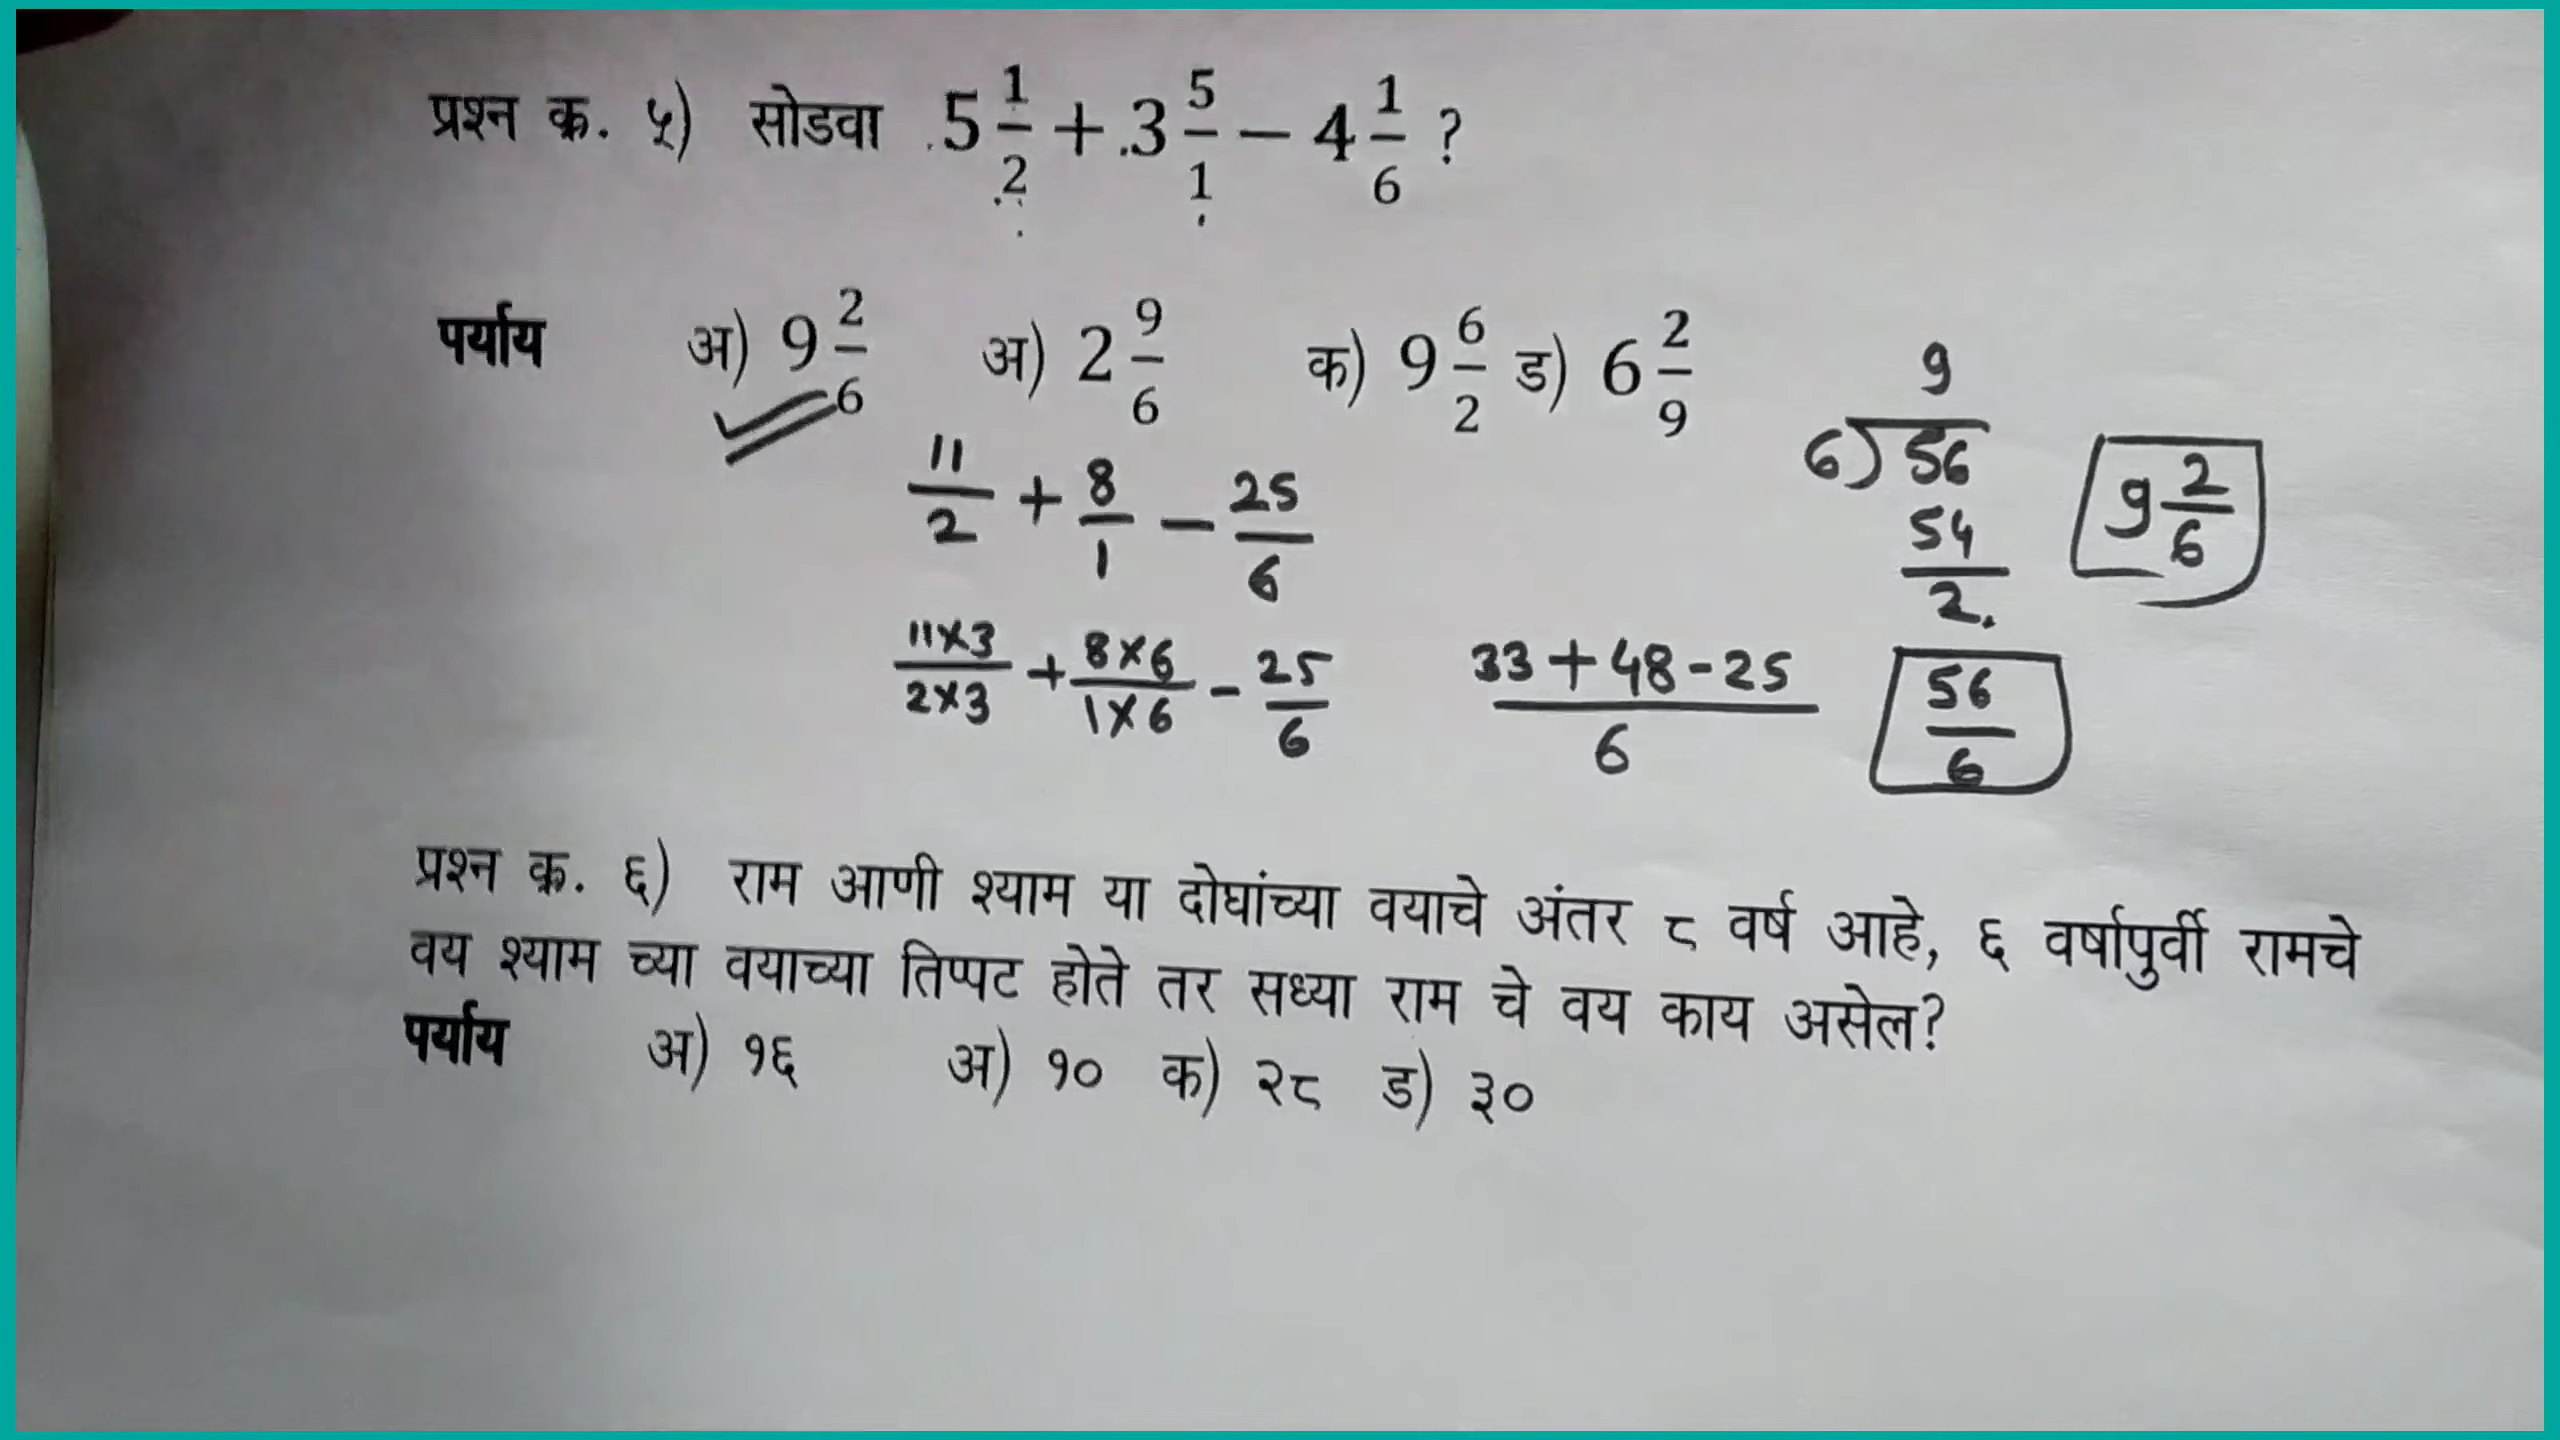 प्रश्न क्र. ५) सोडवा 5 1/2 + 3 5/1 − 4 1/6 ?
पर्याय अ) 9 2/6 अ) 2 9/6 क) 9 6/2 ड) 6 2/9
11/2 + 8/1 − 25/6
9
6) 56
54
2.
9 2/6
11×3/2×3 + 8×6/1×6 − 25/6
33+48-25/6
56/6
प्रश्न क्र. ६) राम आणी श्याम या दोघांच्या वयाचे अंतर ८ वर्ष आहे, ६ वर्षापुर्वी रामचे
वय श्याम च्या वयाच्या तिप्पट होते तर सध्या राम चे वय काय असेल?
पर्याय अ) १६ अ) १० क) २८ ड) ३०